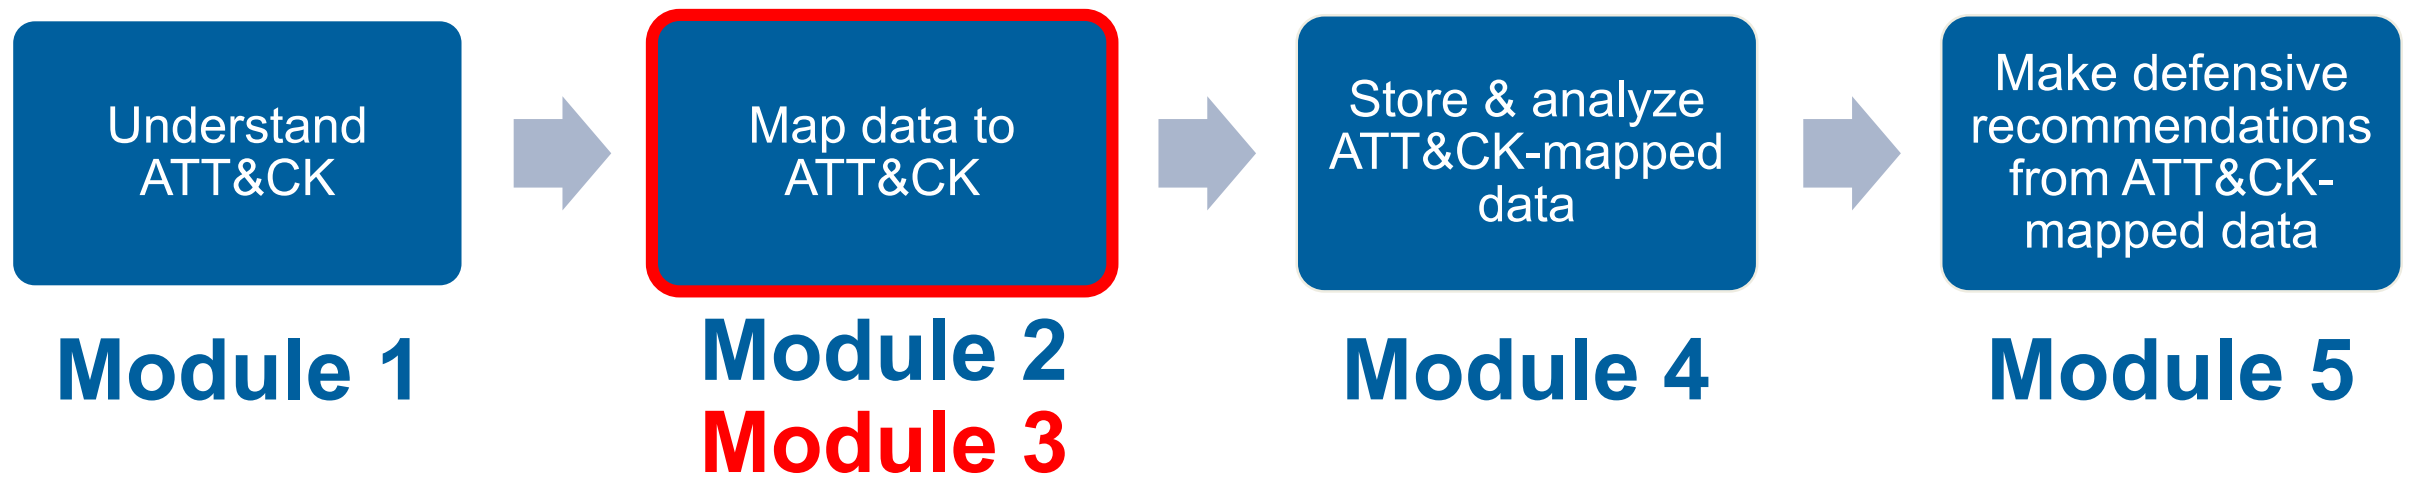 Understand
ATT&CK
Module 1
Map data to
ATT&CK
Module 2
Module 3
Store & analyze
ATT&CK-mapped
data
Module 4
Make defensive
recommendations
from ATT&CK-
mapped data
Module 5